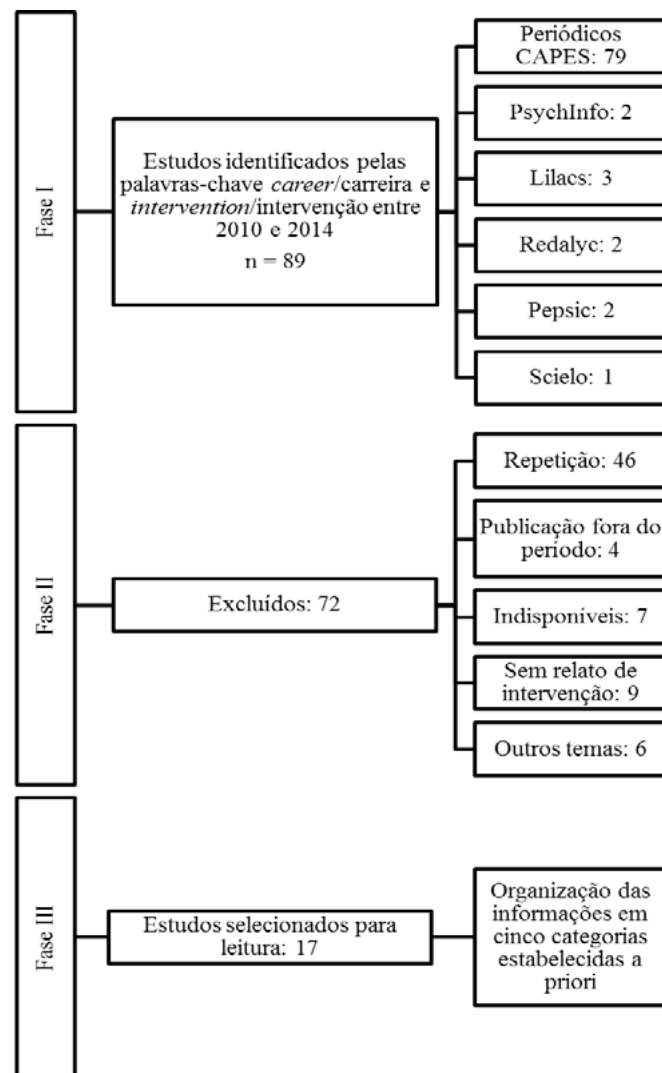 Fase I
Estudos identificados pelas
palavras-chave career/carreira e
intervention/intervenção entre
2010 e 2014
n = 89
Periódicos
CAPES: 79
PsychInfo: 2
Lilacs: 3
Redalyc: 2
Pepsic: 2
Scielo: 1
Fase II
Excluídos: 72
Repetição: 46
Publicação fora do
período: 4
Indisponíveis: 7
Sem relato de
intervenção: 9
Outros temas: 6
Fase III
Estudos selecionados para
leitura: 17
Organização das
informações em
cinco categorias
estabelecidas a
priori